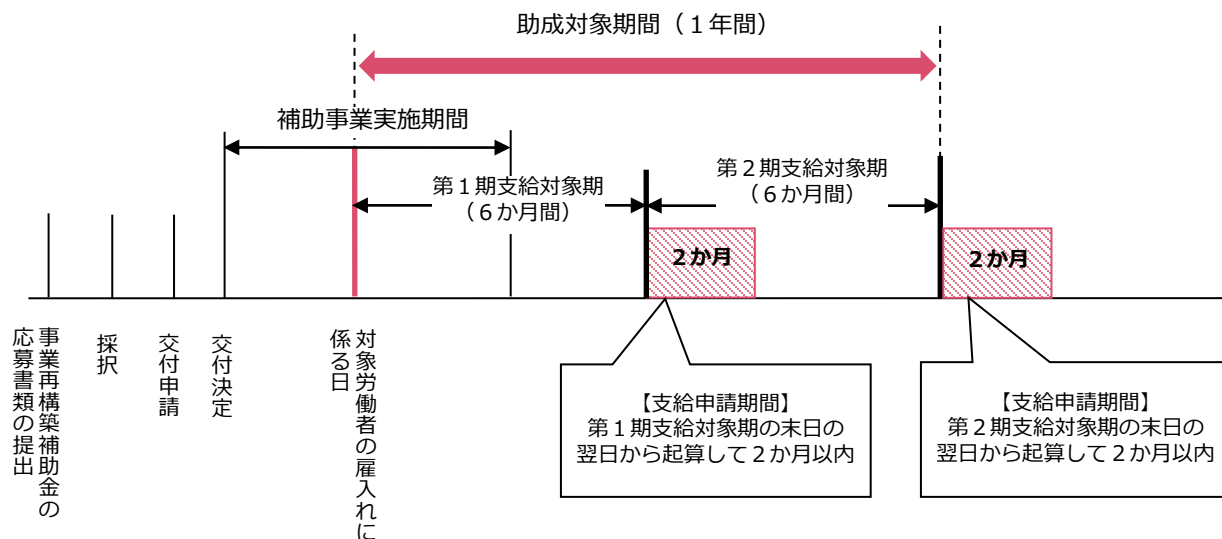 助成対象期間（１年間）
補助事業実施期間
第１期支給対象期
（６か月間）
第２期支給対象期
（６か月間）
２か月
２か月
事業再構築補助金の
応募書類の提出
採択
交付申請
交付決定
対象労働者の雇入れに
係る日
【支給申請期間】
第１期支給対象期の末日の
翌日から起算して２か月以内
【支給申請期間】
第２期支給対象期の末日の
翌日から起算して２か月以内